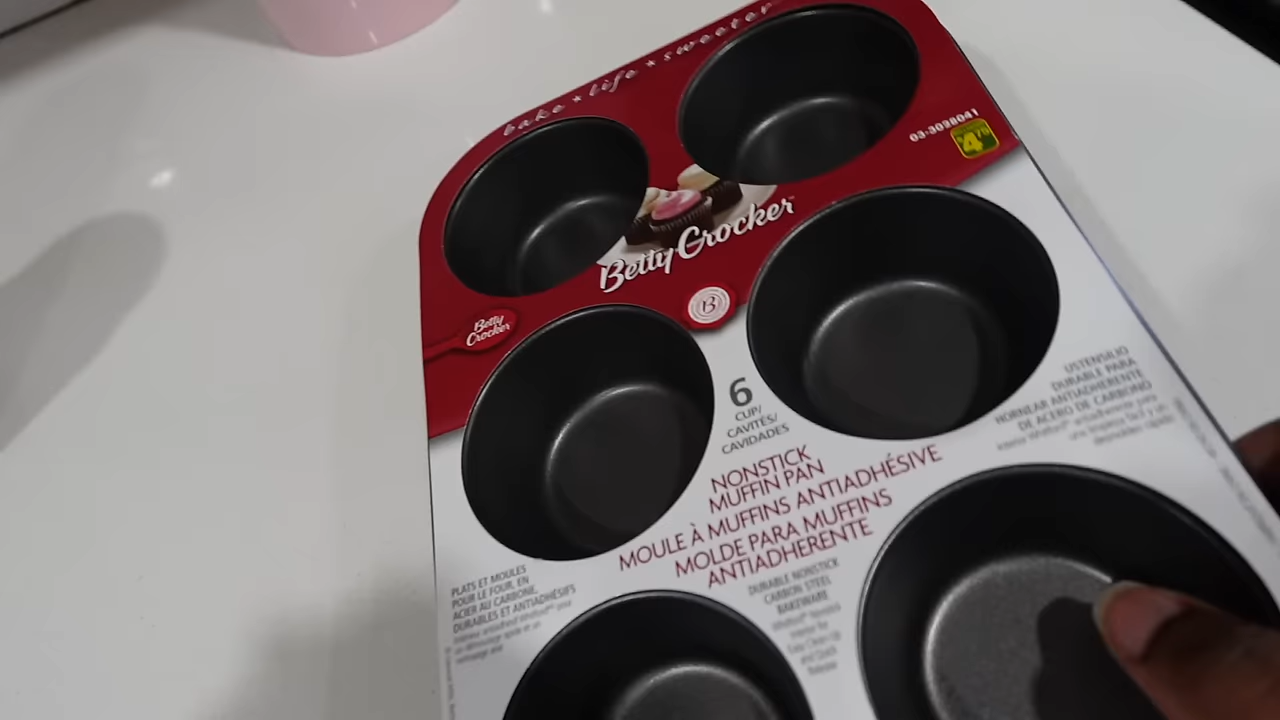 bake ★ life ★ sweeter
03-3038041
4
Betty Crocker™
B
Betty
Crocker
6
CUP/
CAVITÉS/
CAVIDADES
NONSTICK
MUFFIN PAN
MOULE À MUFFINS ANTIADHÉSIVE
MOLDE PARA MUFFINS
ANTIADHERENTE
USTENSILIO
DURABLE PARA
HORNEAR ANTIADHERENTE
DE ACERO DE CARBONO
PLATS ET MOULES
POUR LE FOUR, EN
ACIER AU CARBONE,
DURABLES ET ANTIADHÉSIFS
DURABLE NONSTICK
CARBON STEEL
BAKEWARE